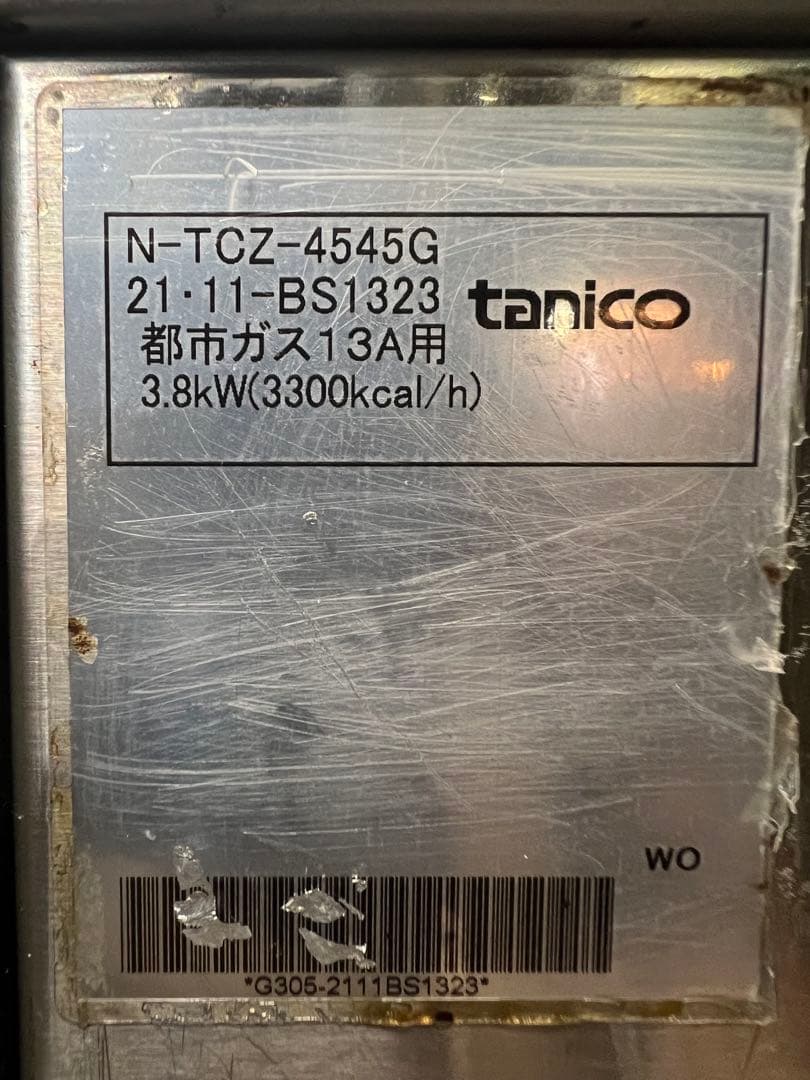 N-TCZ-4545G
21・11-BS1323
tanico
都市ガス13A用
3.8kW(3300kcal/h)
WO
*G305-2111BS1323*